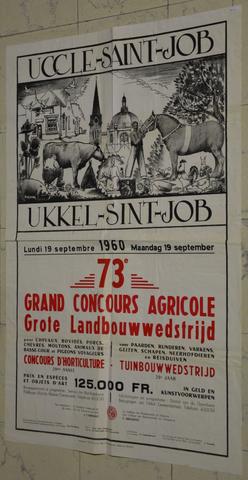 UCCLE-SAINT-JOB
UKKEL-SINT-JOB
Lundi 19 septembre 1960 Maandag 19 september
73e
GRAND CONCOURS AGRICOLE
Grote Landbouwwedstrijd
pour CHEVAUX, BOVIDÉS, PORCS,
CHEVRES, MOUTONS, ANIMAUX DE
BASSE-COUR et PIGEONS VOYAGEURS
voor PAARDEN, RUNDEREN, VARKENS,
GEITEN, SCHAPEN, NEERHOFDIEREN
en REISDUIVEN
CONCOURS D'HORTICULTURE - TUINBOUWWEDSTRIJD
PRIX EN ESPÈCES
ET OBJETS D'ART
125.000 FR.
IN GELD EN
KUNSTVOORWERPEN